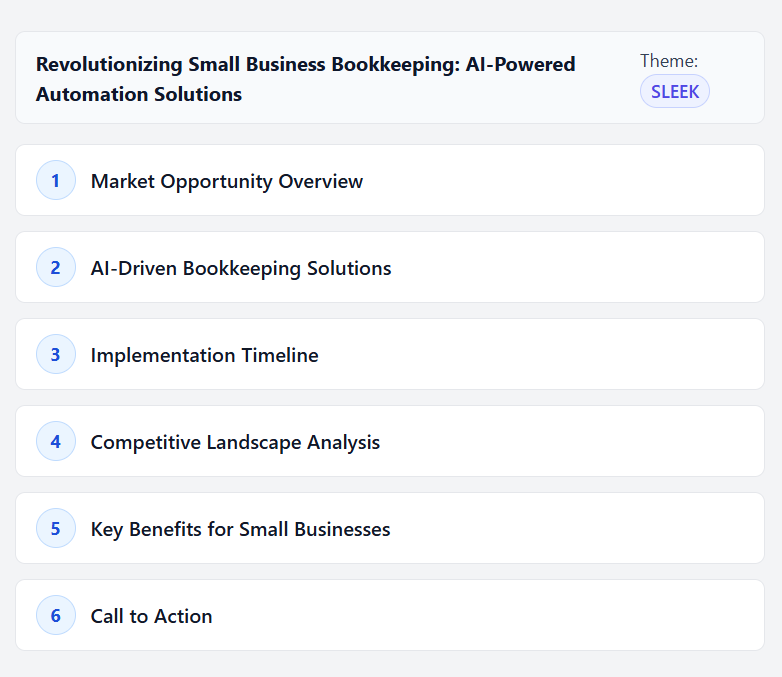 Revolutionizing Small Business Bookkeeping: AI-Powered
Automation Solutions
Theme:
SLEEK
1 Market Opportunity Overview
2 AI-Driven Bookkeeping Solutions
3 Implementation Timeline
4 Competitive Landscape Analysis
5 Key Benefits for Small Businesses
6 Call to Action